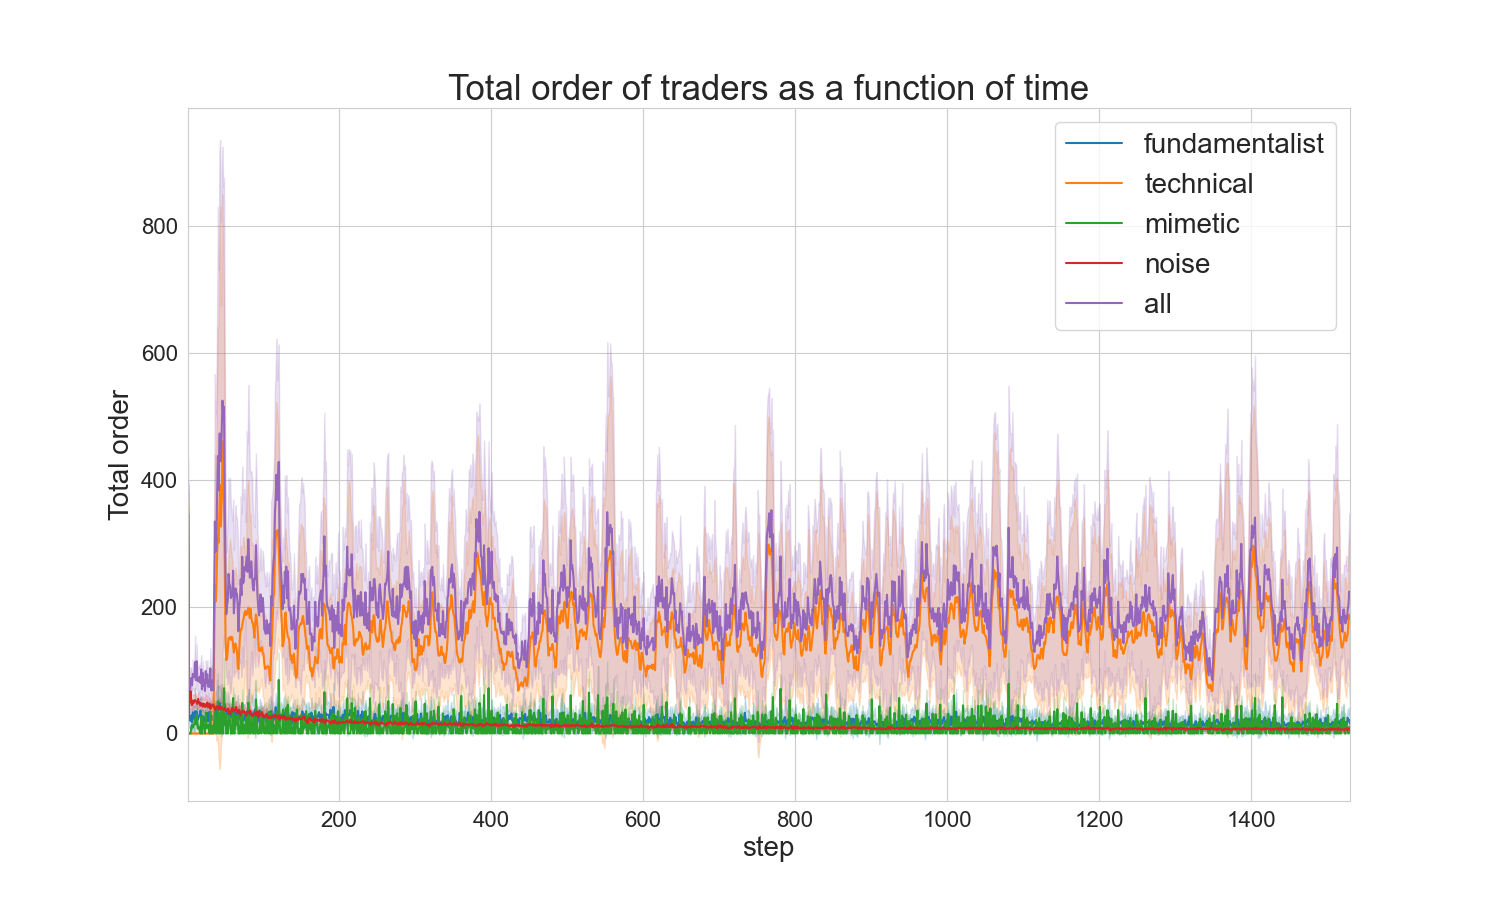 Total order of traders as a function of time
fundamentalist
technical
mimetic
noise
all
800
600
400
200
0
Total order
200
400
600
800
1000
1200
1400
step